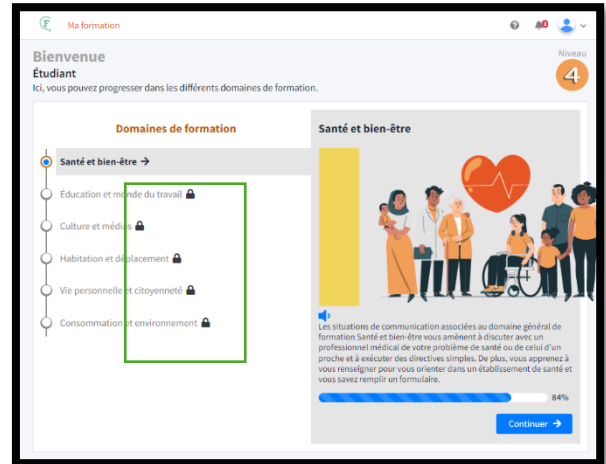 Ma formation
Bienvenue
Étudiant
Ici, vous pouvez progresser dans les différents domaines de formation.
Niveau
4
Domaines de formation
Santé et bien-être →
Éducation et monde du travail
Culture et médias
Habitation et déplacement
Vie personnelle et citoyenneté
Consommation et environnement
Santé et bien-être
Les situations de communication associées au domaine général de
formation Santé et bien-être vous amènent à discuter avec un
professionnel médical de votre problème de santé ou de celui d'un
proche et à exécuter des directives simples. De plus, vous apprenez à
vous renseigner pour vous orienter dans un établissement de santé et
vous savez remplir un formulaire.
84%
Continuer →